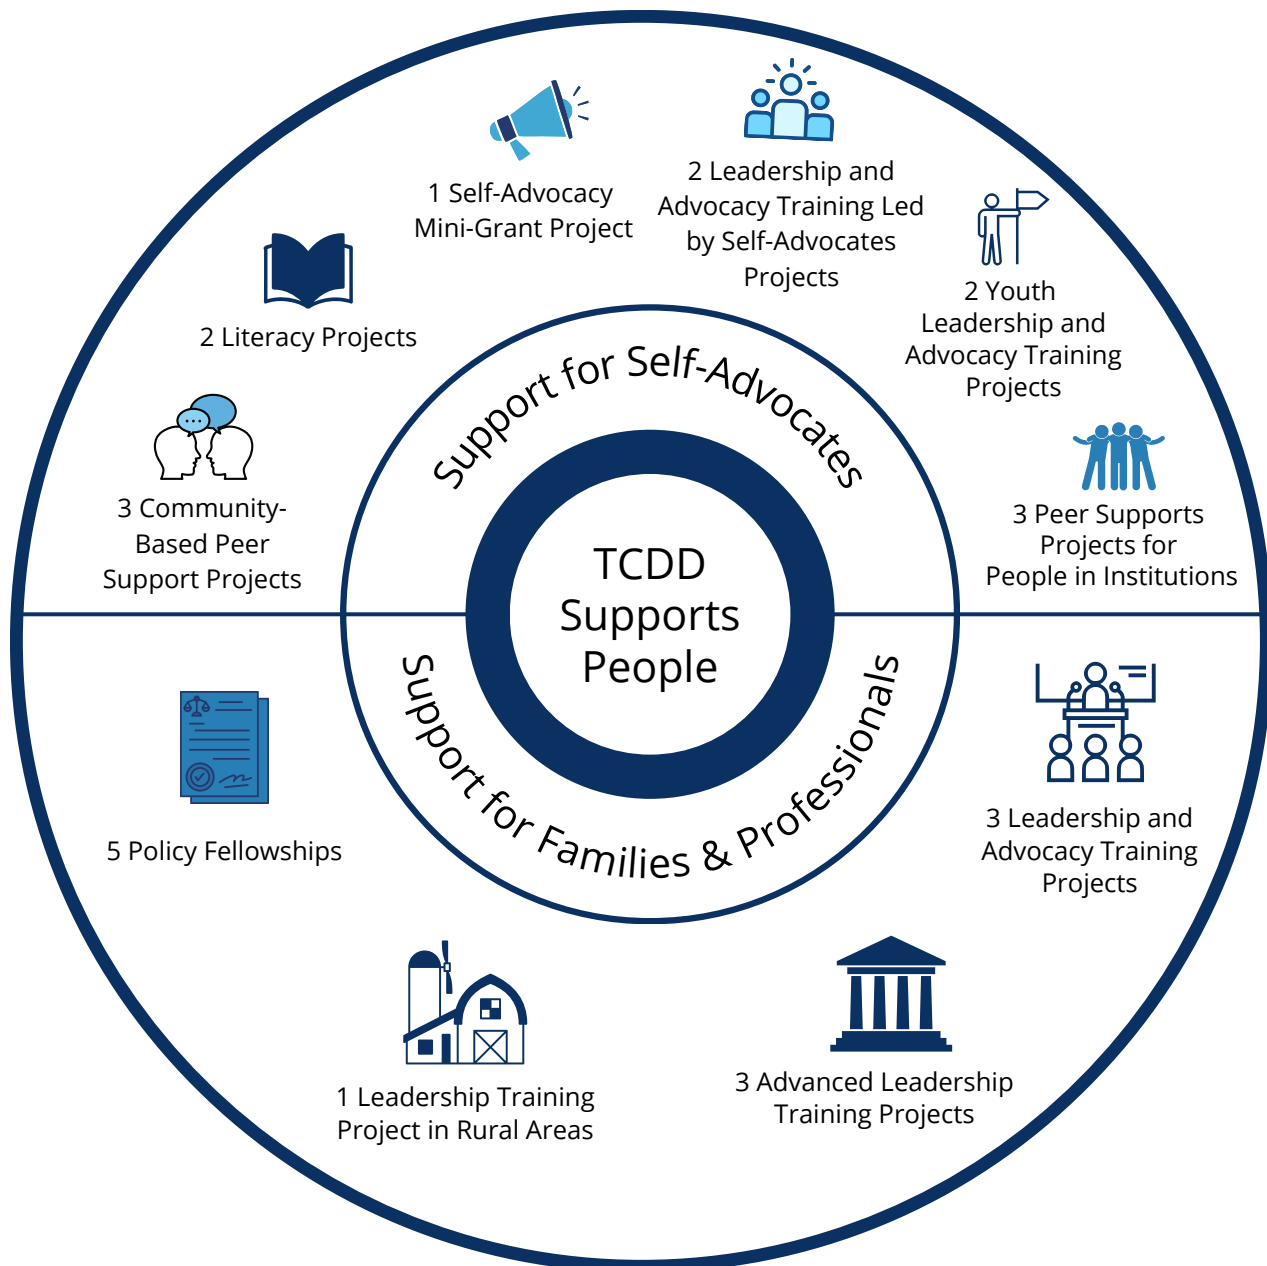 TCDD
Supports
People
Support for Self-Advocates
3 Community-
Based Peer
Support Projects
2 Literacy Projects
1 Self-Advocacy
Mini-Grant Project
2 Leadership and
Advocacy Training Led
by Self-Advocates
Projects
2 Youth
Leadership and
Advocacy Training
Projects
3 Peer Supports
Projects for
People in Institutions
Support for Families & Professionals
5 Policy Fellowships
1 Leadership Training
Project in Rural Areas
3 Advanced Leadership
Training Projects
3 Leadership and
Advocacy Training
Projects